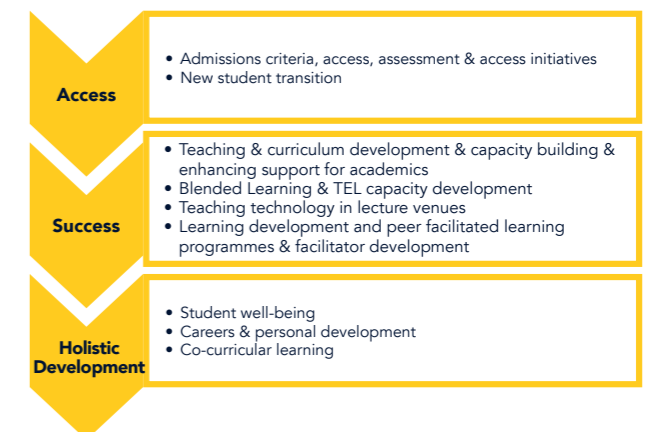 Access
• Admissions criteria, access, assessment & access initiatives
• New student transition
Success
• Teaching & curriculum development & capacity building &
enhancing support for academics
• Blended Learning & TEL capacity development
• Teaching technology in lecture venues
• Learning development and peer facilitated learning
programmes & facilitator development
Holistic
Development
• Student well-being
• Careers & personal development
• Co-curricular learning